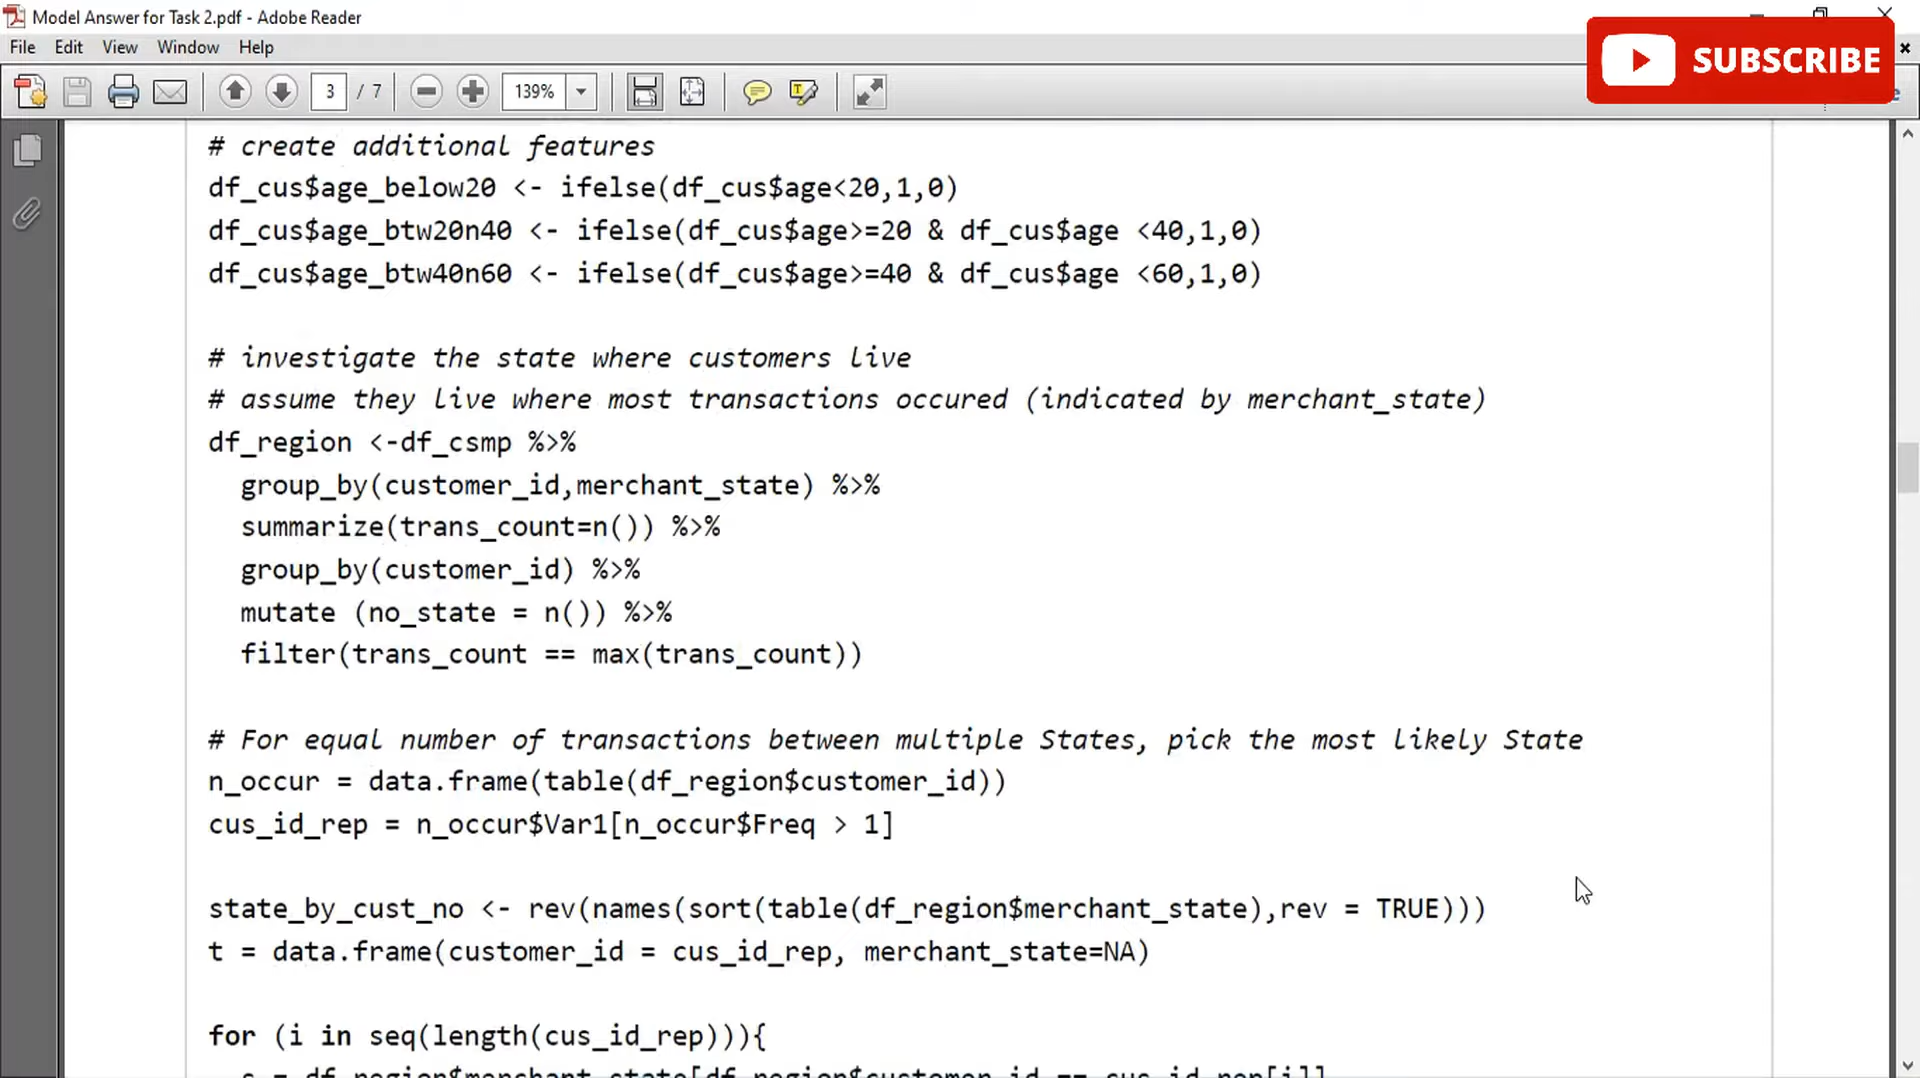 Model Answer for Task 2.pdf - Adobe Reader
File Edit View Window Help
SUBSCRIBE
3 / 7 139%
# create additional features
df_cus$age_below20 <- ifelse(df_cus$age<20,1,0)
df_cus$age_btw20n40 <- ifelse(df_cus$age>=20 & df_cus$age <40,1,0)
df_cus$age_btw40n60 <- ifelse(df_cus$age>=40 & df_cus$age <60,1,0)
# investigate the state where customers live
# assume they live where most transactions occured (indicated by merchant_state)
df_region <-df_csmp %>%
group_by(customer_id,merchant_state) %>%
summarize(trans_count=n()) %>%
group_by(customer_id) %>%
mutate (no_state = n()) %>%
filter(trans_count == max(trans_count))
# For equal number of transactions between multiple States, pick the most likely State
n_occur = data.frame(table(df_region$customer_id))
cus_id_rep = n_occur$Var1[n_occur$Freq > 1]
state_by_cust_no <- rev(names(sort(table(df_region$merchant_state),rev = TRUE)))
t = data.frame(customer_id = cus_id_rep, merchant_state=NA)
for (i in seq(length(cus_id_rep))){
s = df_region$merchant_state[df_region$customer_id == cus_id_rep[i]]